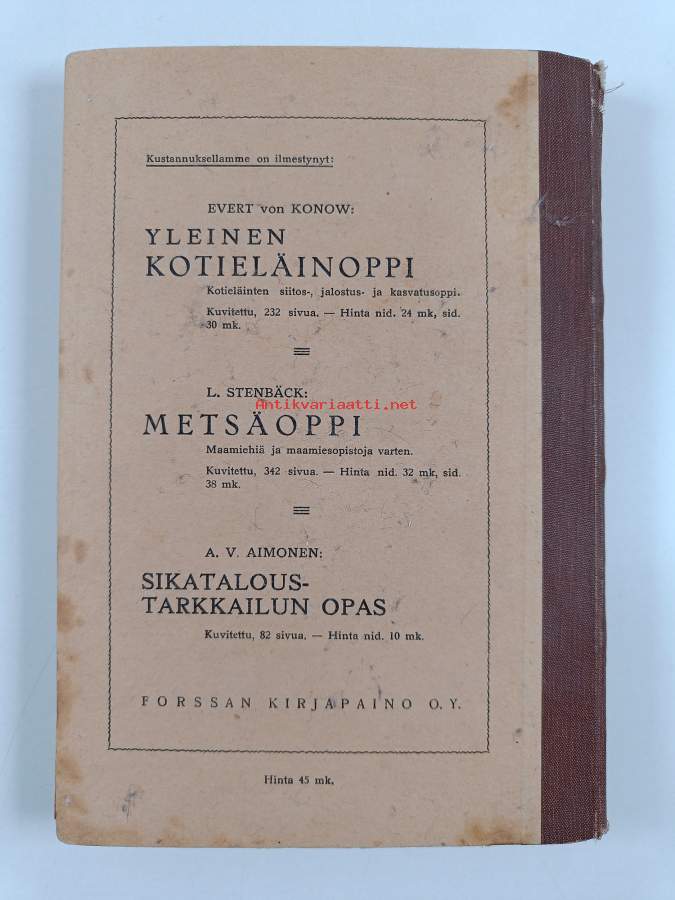 Kustannuksellamme on ilmestynyt:
EVERT von KONOW:
YLEINEN
KOTIELÄINOPPI
Kotieläinten siitos-, jalostus- ja kasvatusoppi.
Kuvitettu, 232 sivua. — Hinta nid. 24 mk, sid.
30 mk.
L. STENBÄCK:
Antikvariaatti.net
METSÄOPPI
Maamiehiä ja maamiesopistoja varten.
Kuvitettu, 342 sivua. — Hinta nid. 32 mk, sid.
38 mk.
A. V. AIMONEN:
SIKATALOUS-
TARKKAILUN OPAS
Kuvitettu, 82 sivua. — Hinta nid. 10 mk.
FORSSAN KIRJAPAINO O.Y.
Hinta 45 mk.